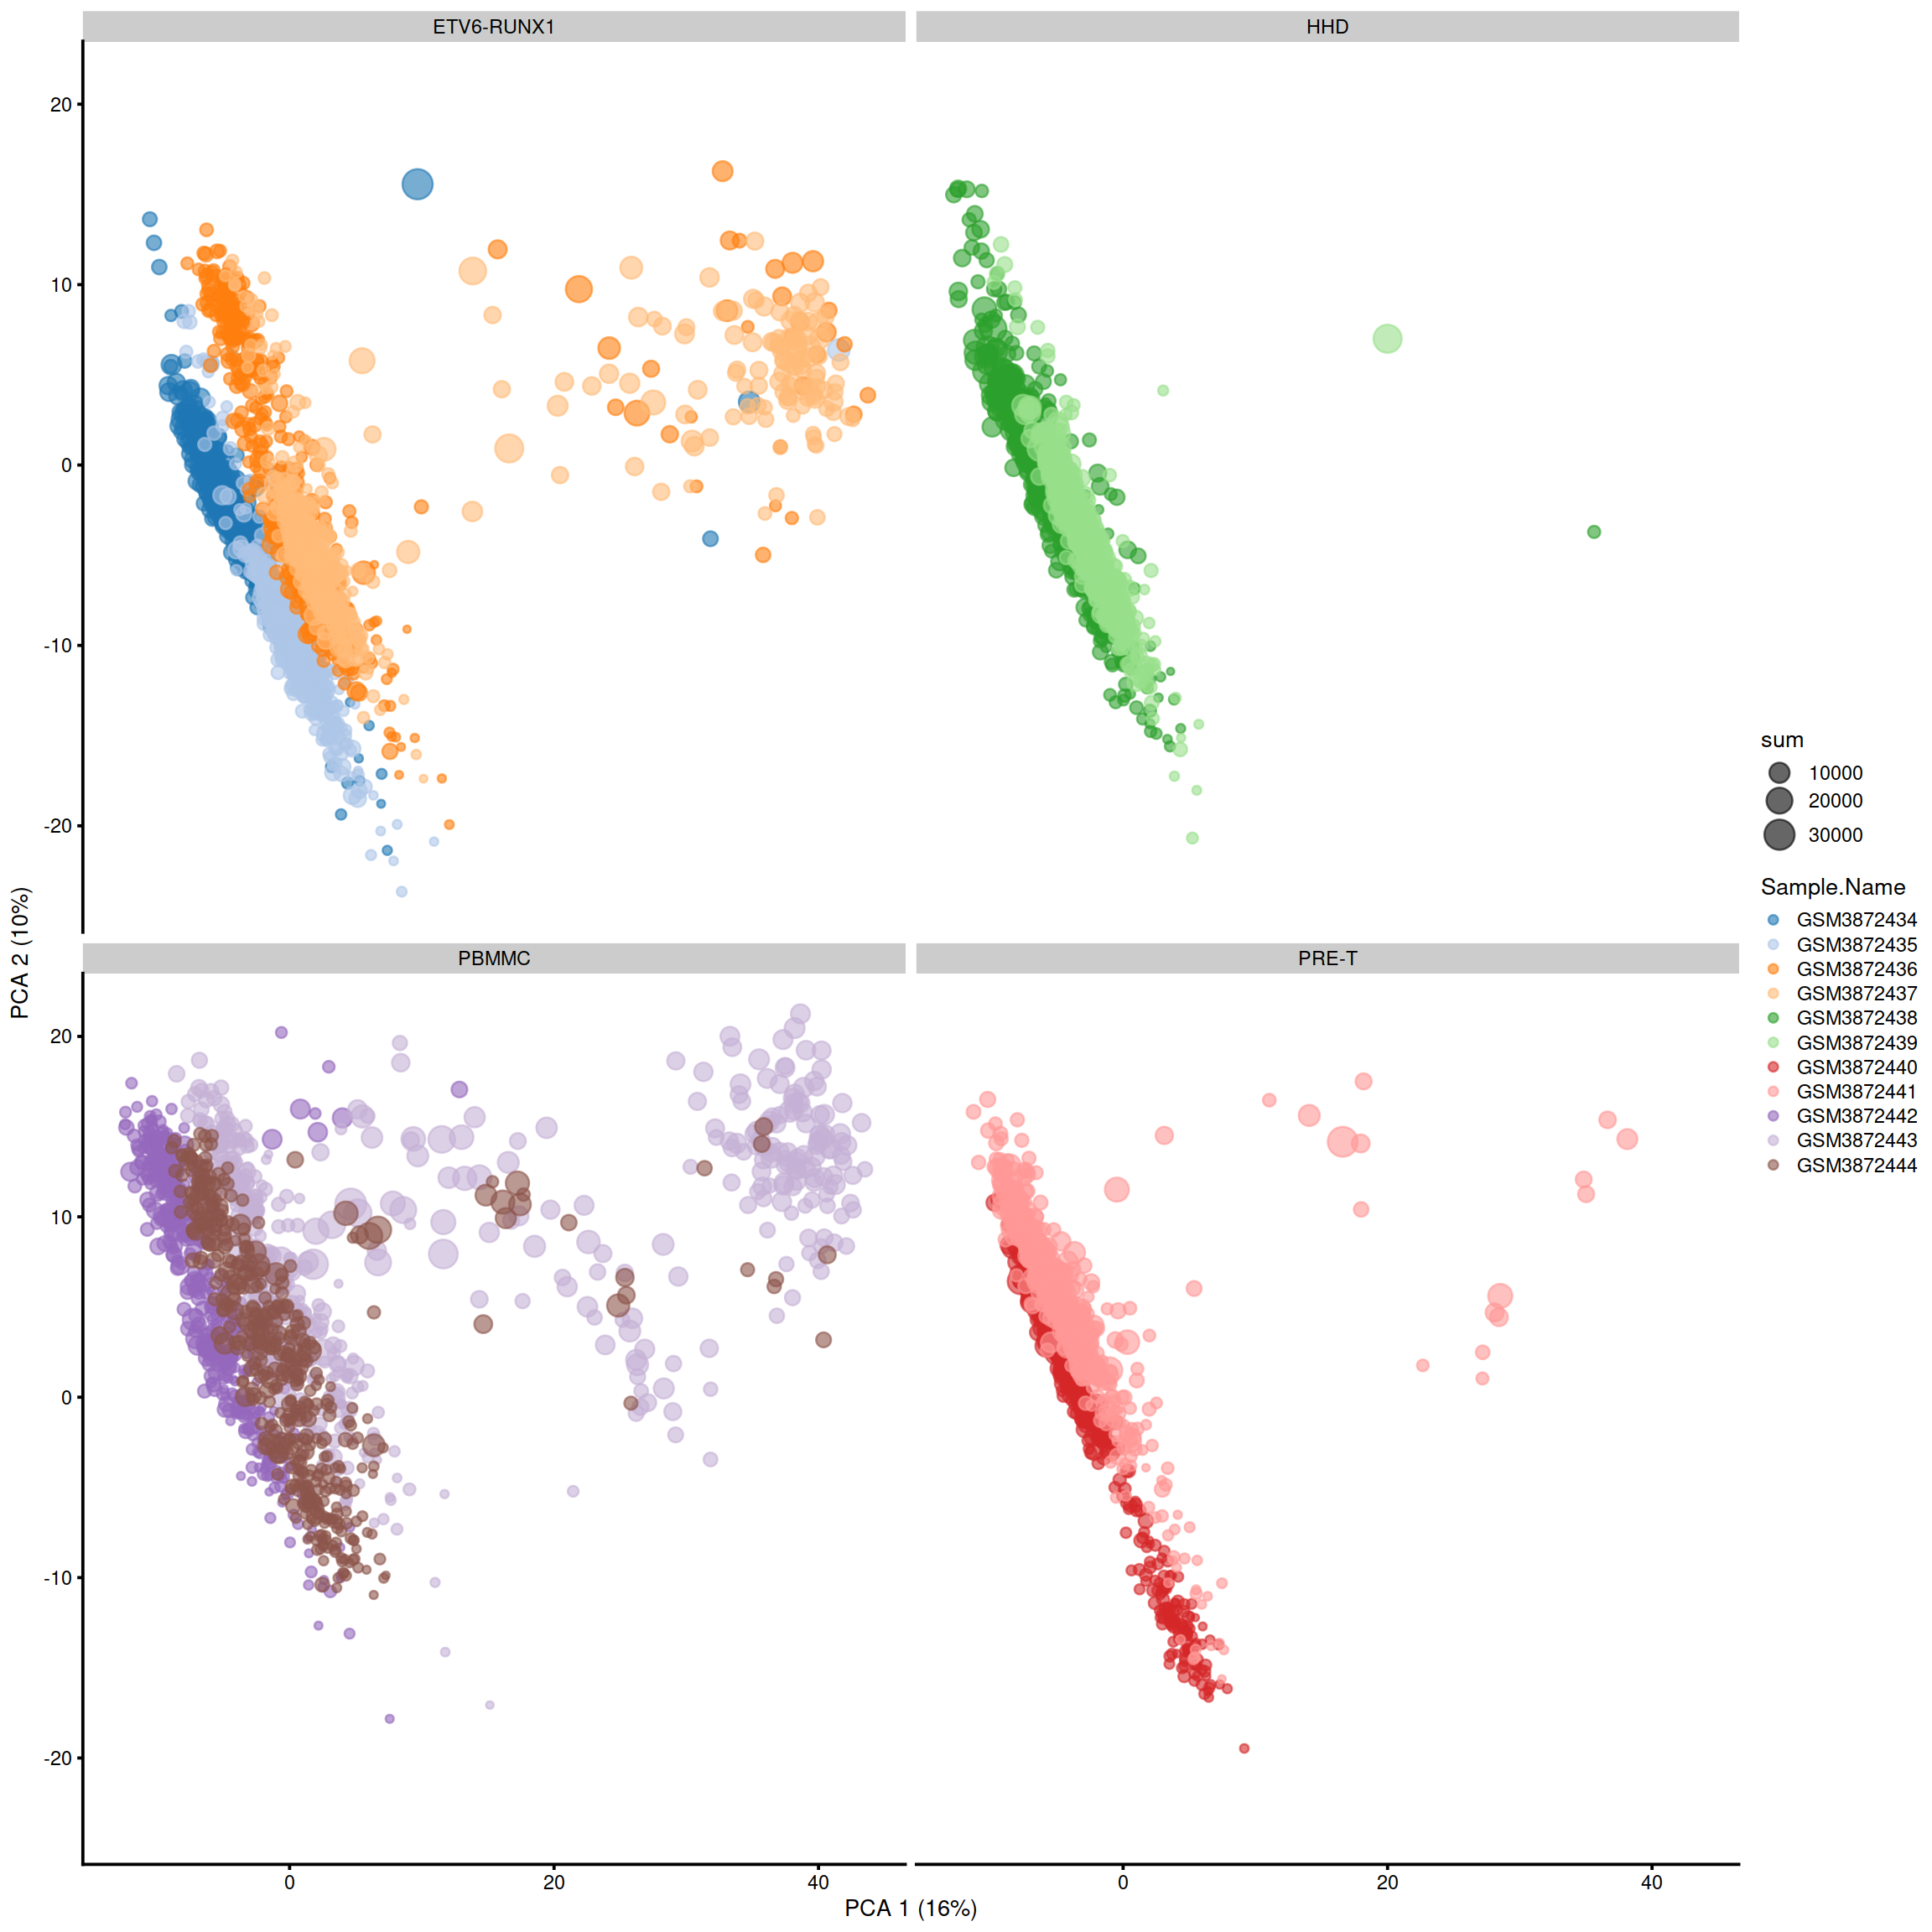 ETV6-RUNX1
HHD
20
10
0
-10
-20
PBMMC
PRE-T
20
10
0
-10
-20
0
20
40
0
20
40
PCA 1 (16%)
PCA 2 (10%)
sum
10000
20000
30000
Sample.Name
GSM3872434
GSM3872435
GSM3872436
GSM3872437
GSM3872438
GSM3872439
GSM3872440
GSM3872441
GSM3872442
GSM3872443
GSM3872444